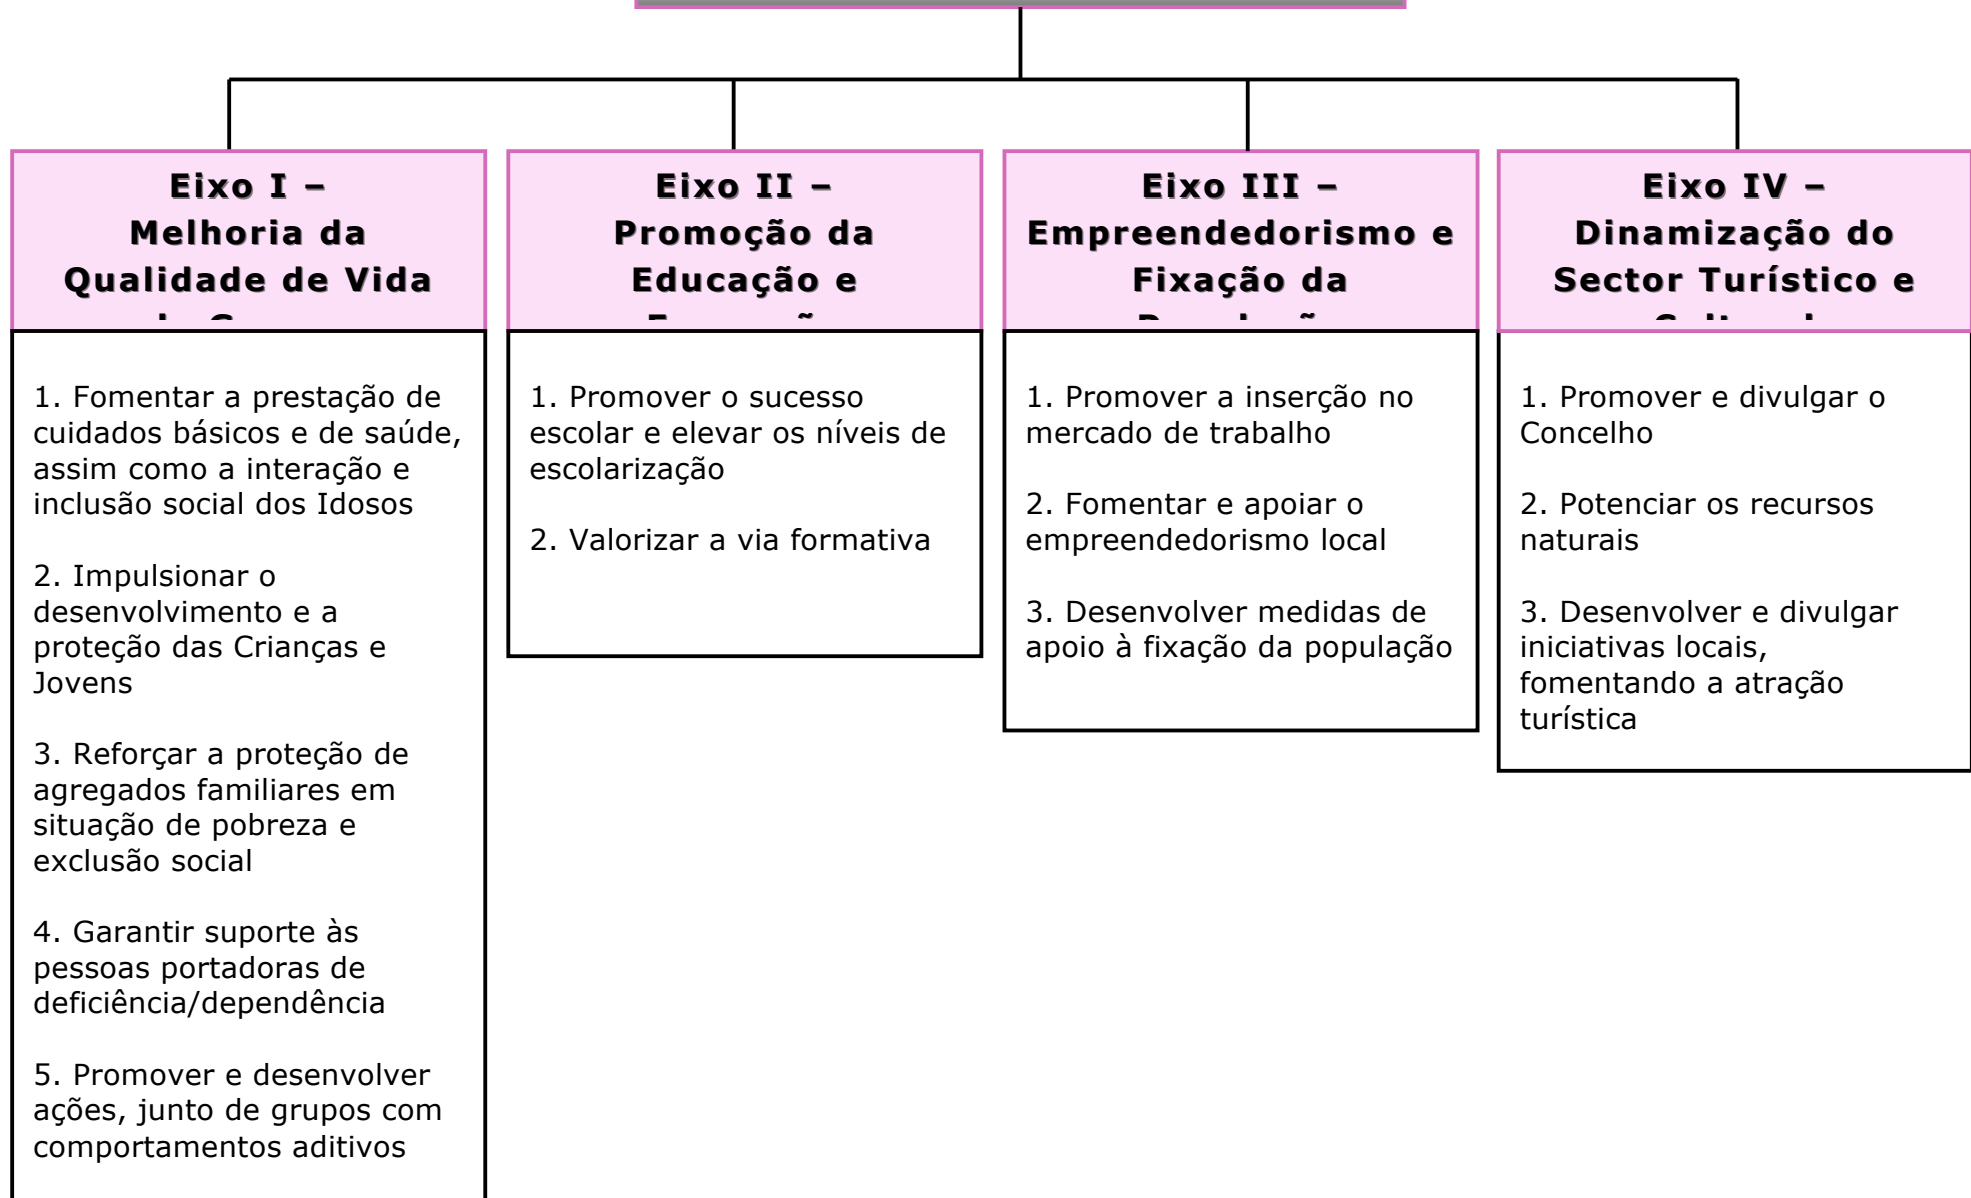 Eixo I –
Melhoria da
Qualidade de Vida
1. Fomentar a prestação de
cuidados básicos e de saúde,
assim como a interação e
inclusão social dos Idosos
2. Impulsionar o
desenvolvimento e a
proteção das Crianças e
Jovens
3. Reforçar a proteção de
agregados familiares em
situação de pobreza e
exclusão social
4. Garantir suporte às
pessoas portadoras de
deficiência/dependência
5. Promover e desenvolver
ações, junto de grupos com
comportamentos aditivos
Eixo II –
Promoção da
Educação e
1. Promover o sucesso
escolar e elevar os níveis de
escolarização
2. Valorizar a via formativa
Eixo III –
Empreendedorismo e
Fixação da
1. Promover a inserção no
mercado de trabalho
2. Fomentar e apoiar o
empreendedorismo local
3. Desenvolver medidas de
apoio à fixação da população
Eixo IV –
Dinamização do
Sector Turístico e
1. Promover e divulgar o
Concelho
2. Potenciar os recursos
naturais
3. Desenvolver e divulgar
iniciativas locais,
fomentando a atração
turística